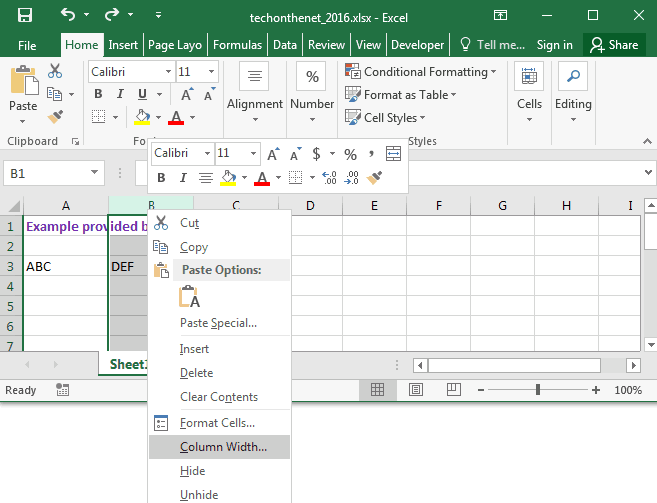 techonthenet_2016.xlsx - Excel
File Home Insert Page Layo Formulas Data Review View Developer Tell me... Sign in Share
Calibri 11
Conditional Formatting
Format as Table
Cell Styles
Paste
B I U A A
A
Alignment Number Cells Editing
%
Clipboard Fo Styles
Calibri 11 A A $ % ,
B I A .00 .0
B1
A B C D E F G H I
1 Example provided b
2
3 ABC DEF
4
5
6
7
Cut
Copy
Paste Options:
A
Paste Special...
Insert
Delete
Clear Contents
Format Cells...
Column Width...
Hide
Unhide
Sheet1
Ready 100%